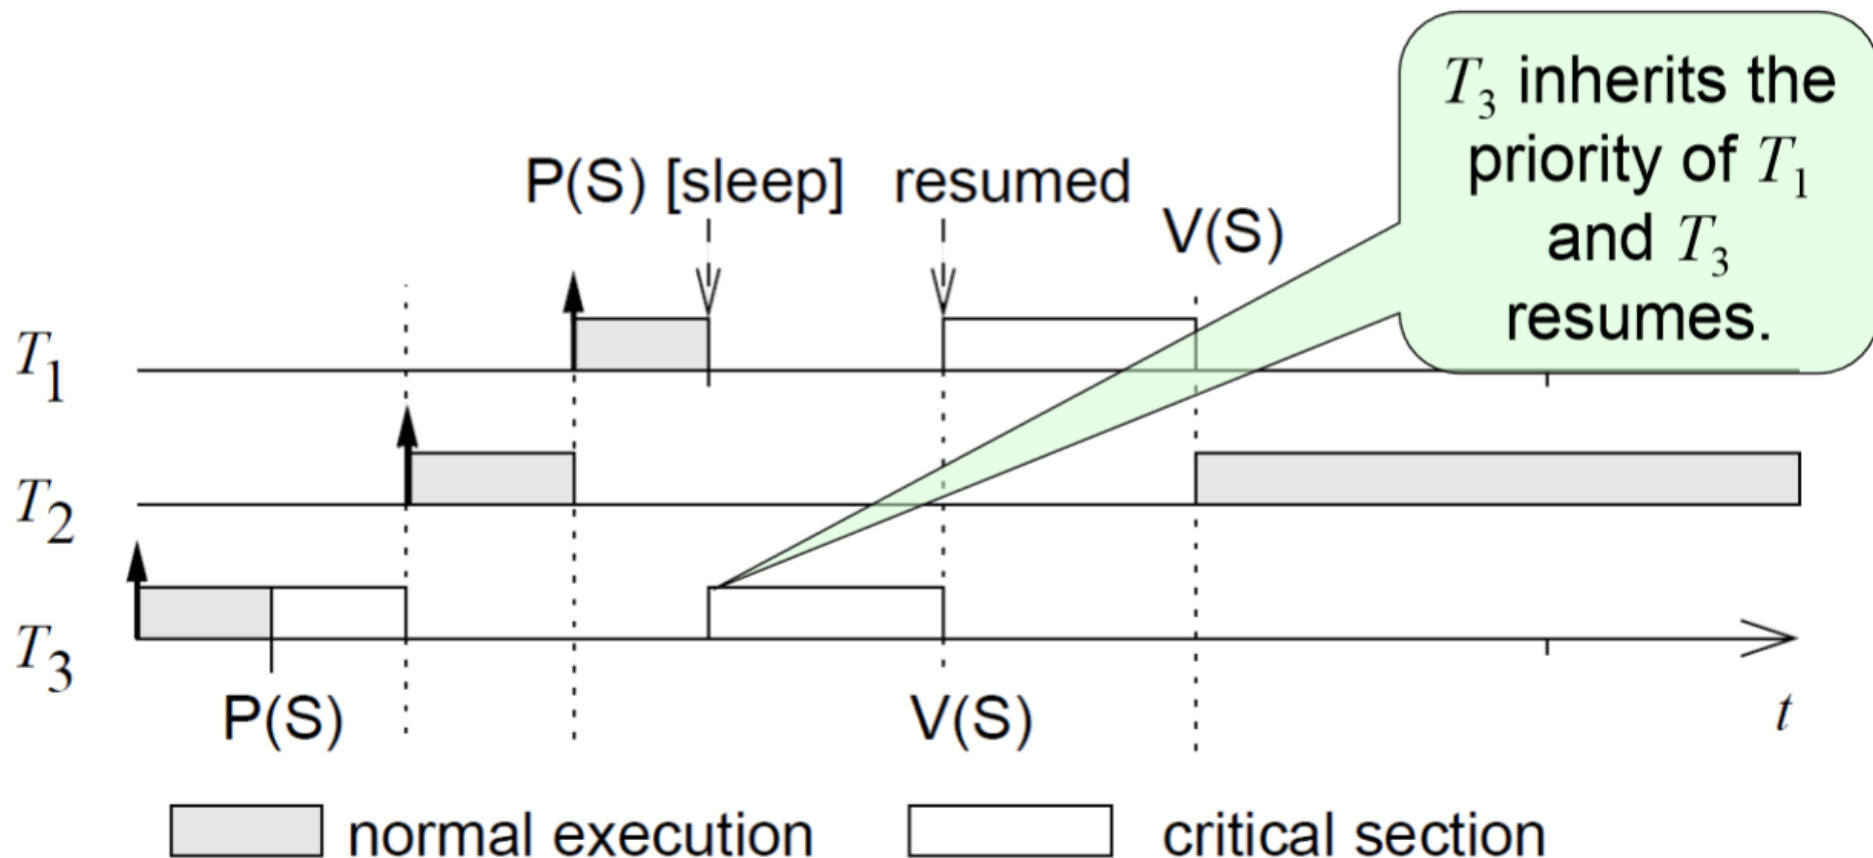 T3 inherits the
priority of T1
and T3
resumes.
P(S) [sleep] resumed
V(S)
T1
T2
T3
P(S)
V(S)
t
normal execution
critical section